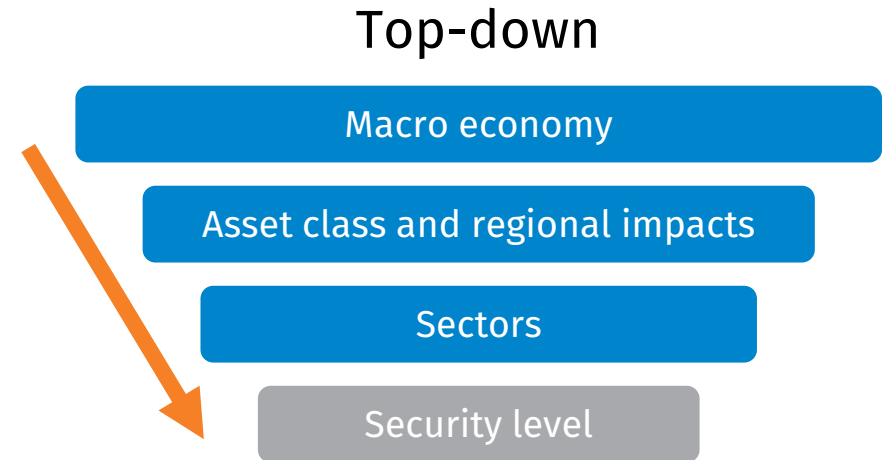 Top-down
Macro economy
Asset class and regional impacts
Sectors
Security level